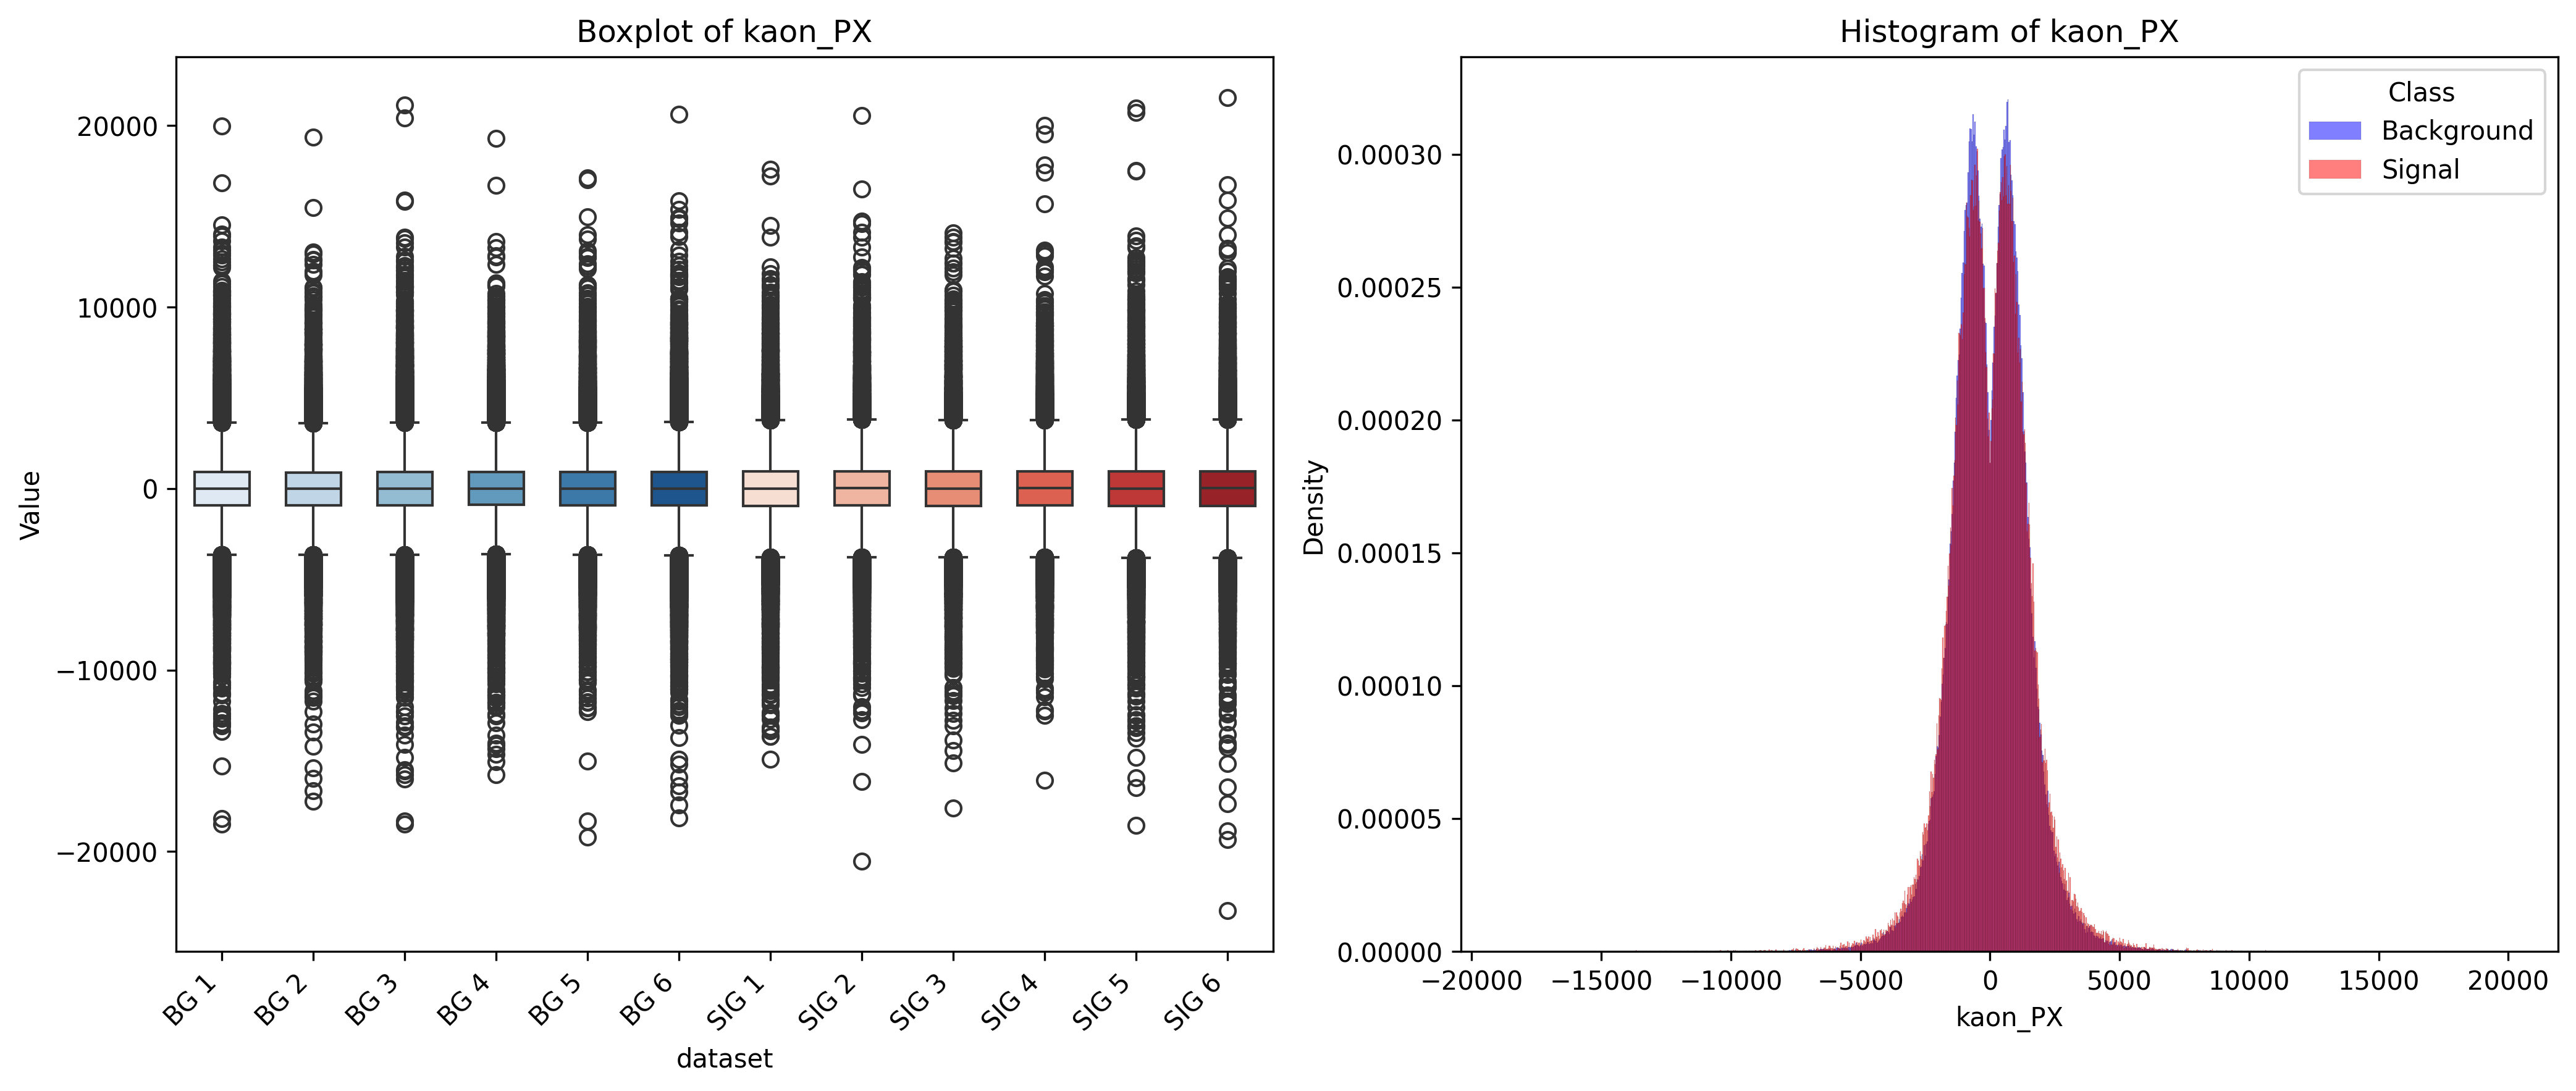 Boxplot of kaon_PX
Value
20000
10000
0
−10000
−20000
BG 1
BG 2
BG 3
BG 4
BG 5
BG 6
SIG 1
SIG 2
SIG 3
SIG 4
SIG 5
SIG 6
dataset
Histogram of kaon_PX
Class
Background
Signal
Density
0.00030
0.00025
0.00020
0.00015
0.00010
0.00005
0.00000
−20000
−15000
−10000
−5000
0
5000
10000
15000
20000
kaon_PX